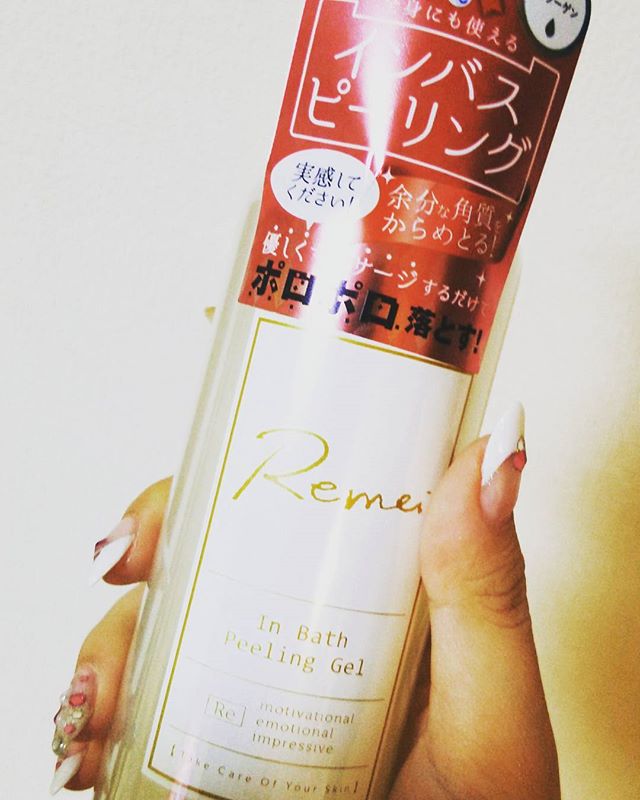 身にも使える
インバス
ピーリング
実感して
ください!
余分な角質を
からめとる!
優しく
サージするだけで
ポロポロ落とす!
Remei
In Bath
Peeling Gel
Re
motivational
emotional
impressive
【Take Care Of Your Skin】